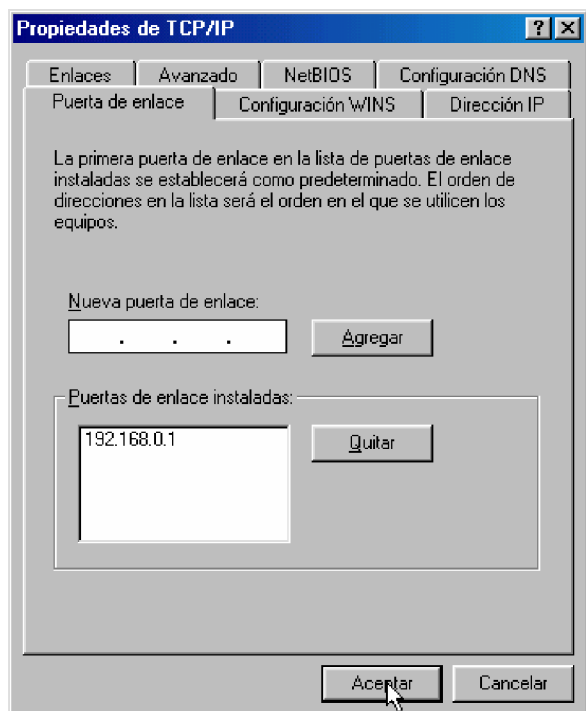 Propiedades de TCP/IP
Enlaces Avanzado NetBIOS Configuración DNS
Puerta de enlace Configuración WINS Dirección IP
La primera puerta de enlace en la lista de puertas de enlace
instaladas se establecerá como predeterminado. El orden de
direcciones en la lista será el orden en el que se utilicen los
equipos.
Nueva puerta de enlace:
. . . Agregar
Puertas de enlace instaladas:
192.168.0.1 Quitar
Aceptar Cancelar